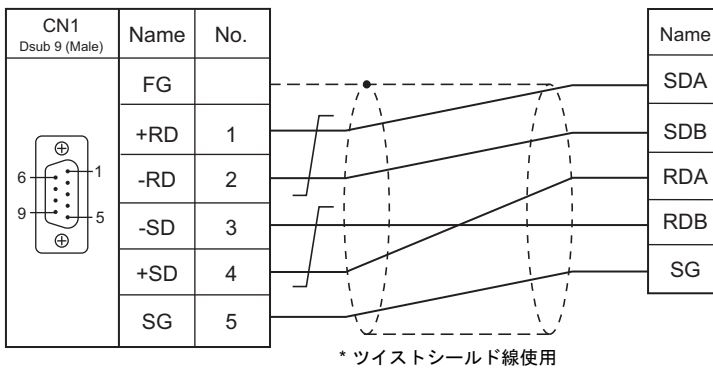 CN1
Dsub 9 (Male)
Name
No.
Name
FG
SDA
+RD
1
SDB
-RD
2
RDA
6
1
-SD
3
RDB
9
5
+SD
4
SG
SG
5
* ツイストシールド線使用